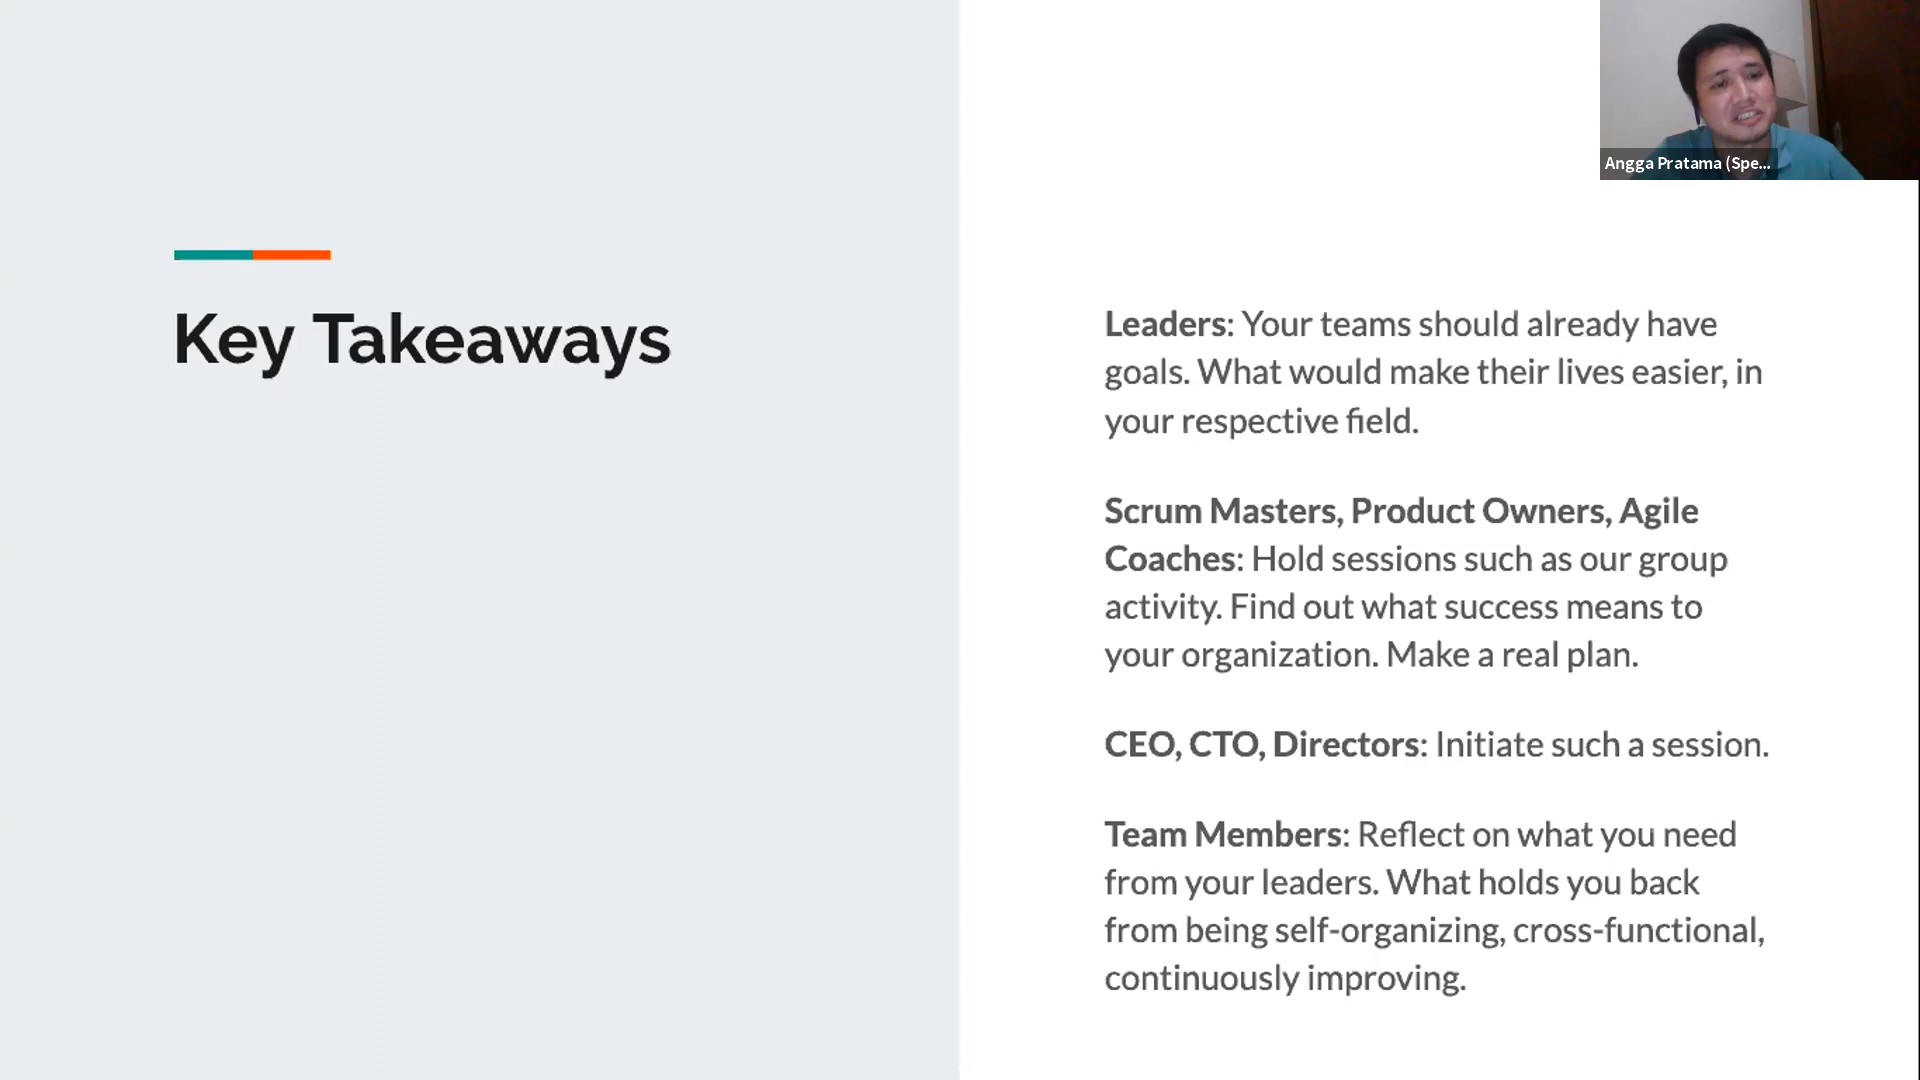 Angga Pratama (Spe...
Key Takeaways
Leaders: Your teams should already have
goals. What would make their lives easier, in
your respective field.
Scrum Masters, Product Owners, Agile
Coaches: Hold sessions such as our group
activity. Find out what success means to
your organization. Make a real plan.
CEO, CTO, Directors: Initiate such a session.
Team Members: Reflect on what you need
from your leaders. What holds you back
from being self-organizing, cross-functional,
continuously improving.